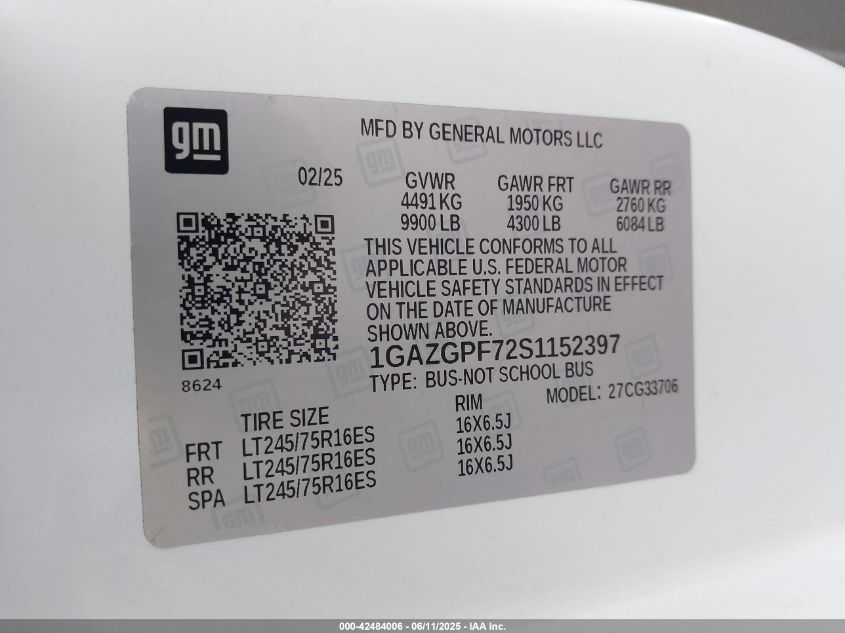 gm
MFD BY GENERAL MOTORS LLC
02/25
GVWR GAWR FRT GAWR RR
4491 KG 1950 KG 2760 KG
9900 LB 4300 LB 6084 LB
THIS VEHICLE CONFORMS TO ALL
APPLICABLE U.S. FEDERAL MOTOR
VEHICLE SAFETY STANDARDS IN EFFECT
ON THE DATE OF MANUFACTURE
SHOWN ABOVE.
1GAZGPF72S1152397
8624
TYPE: BUS-NOT SCHOOL BUS
MODEL: 27CG33706
TIRE SIZE RIM
FRT LT245/75R16ES 16X6.5J
RR LT245/75R16ES 16X6.5J
SPA LT245/75R16ES 16X6.5J
000-42484006 - 06/11/2025 - IAA Inc.